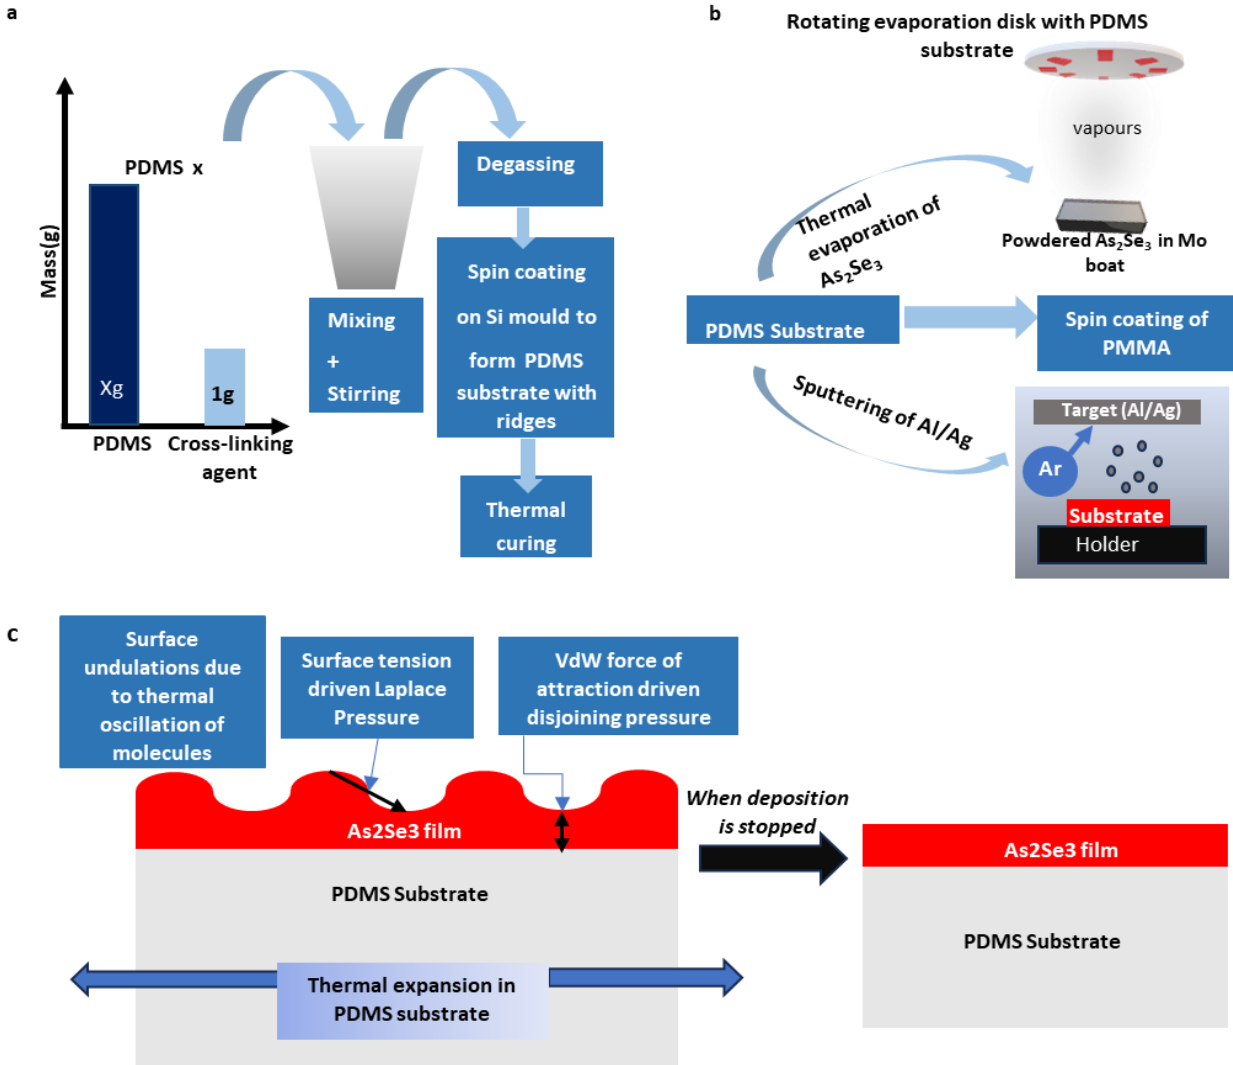 a
Mass(g)
PDMS x
Xg
1g
PDMS
Cross-linking
agent
Mixing
+
Stirring
Degassing
Spin coating
on Si mould to
form PDMS
substrate with
ridges
Thermal
curing
b
Rotating evaporation disk with PDMS
substrate
vapours
Powdered As₂Se₃ in Mo
boat
Thermal
evaporation of
As₂Se₃
PDMS Substrate
Spin coating of
PMMA
Sputtering of Al/Ag
Target (Al/Ag)
Ar
Substrate
Holder
c
Surface
undulations due
to thermal
oscillation of
molecules
Surface tension
driven Laplace
Pressure
VdW force of
attraction driven
disjoining pressure
As2Se3 film
PDMS Substrate
Thermal expansion in
PDMS substrate
When deposition
is stopped
As2Se3 film
PDMS Substrate